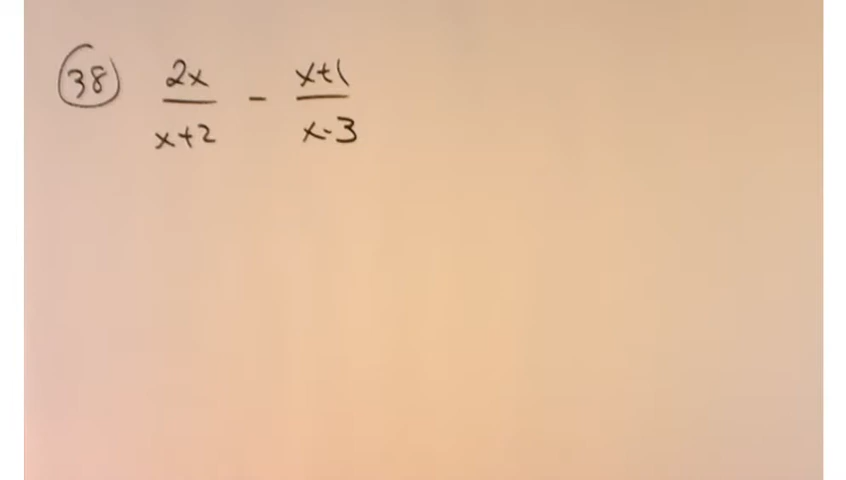 (38) 2x/(x+2) - (x+1)/(x-3)